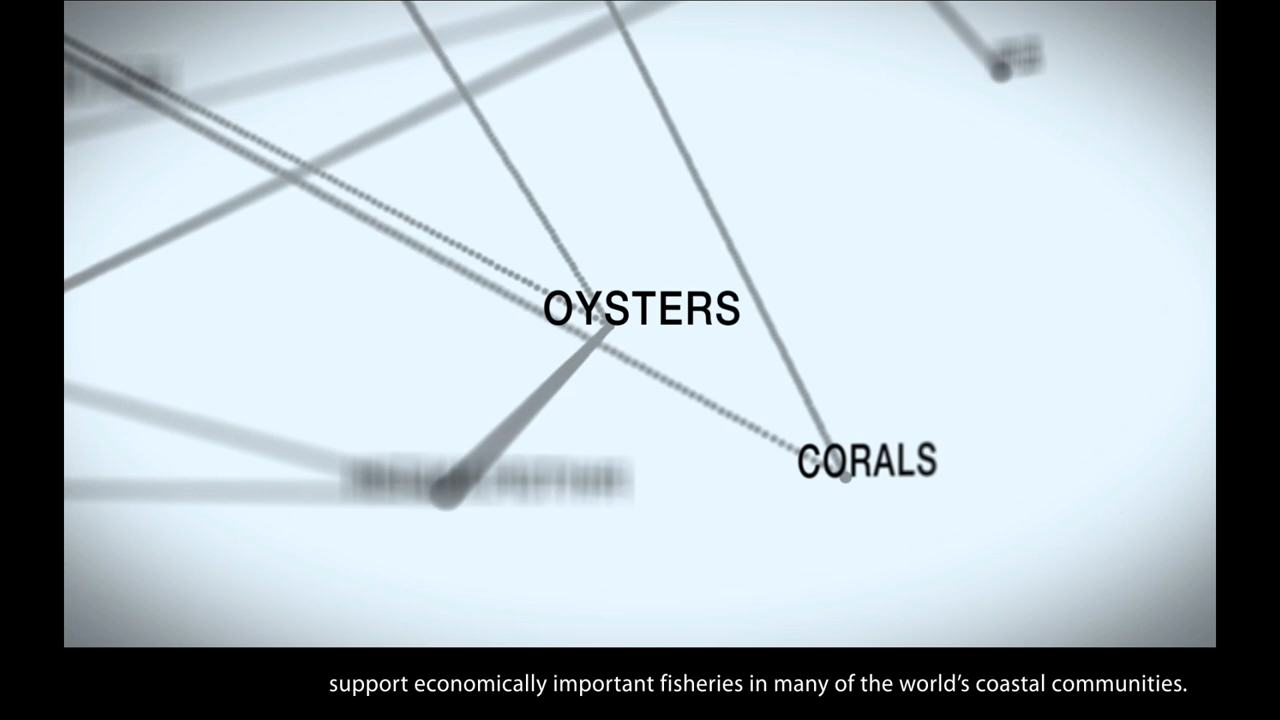 OYSTERS
CORALS
support economically important fisheries in many of the world’s coastal communities.